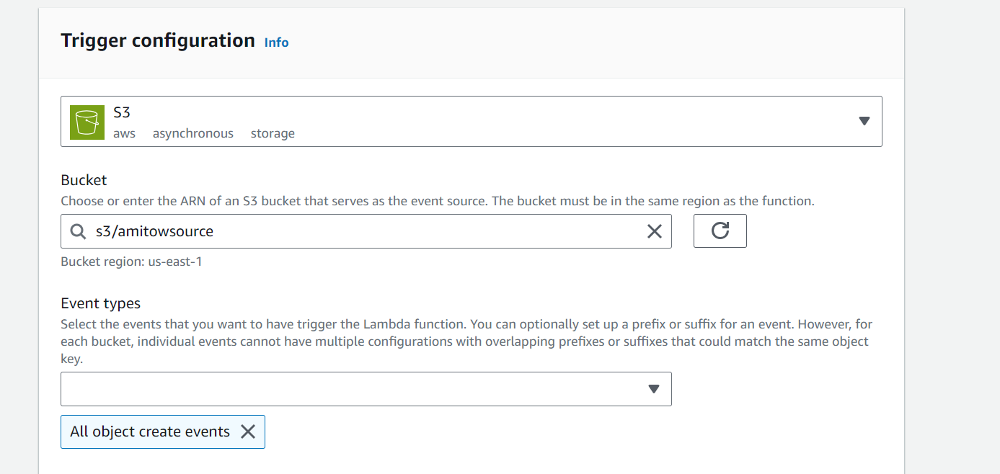 Trigger configuration Info
S3
aws asynchronous storage
Bucket
Choose or enter the ARN of an S3 bucket that serves as the event source. The bucket must be in the same region as the function.
s3/amitowsource
Bucket region: us-east-1
Event types
Select the events that you want to have trigger the Lambda function. You can optionally set up a prefix or suffix for an event. However, for
each bucket, individual events cannot have multiple configurations with overlapping prefixes or suffixes that could match the same object
key.
All object create events